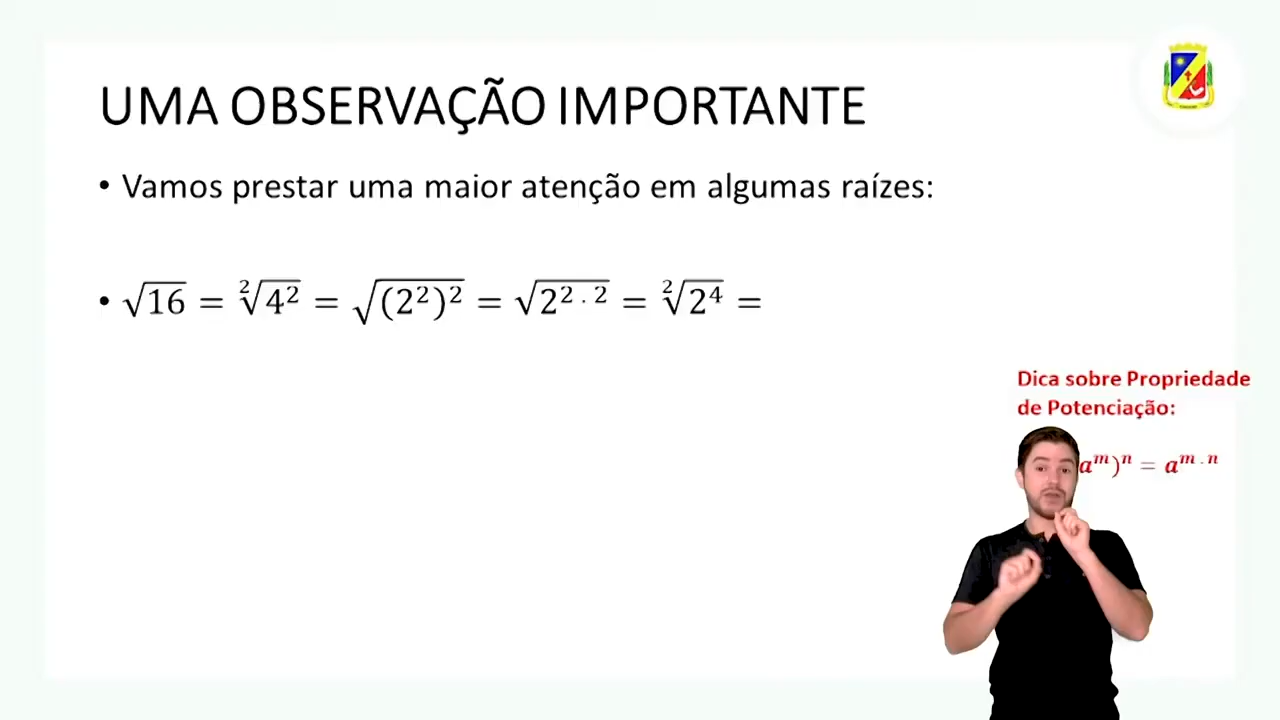 UMA OBSERVAÇÃO IMPORTANTE
• Vamos prestar uma maior atenção em algumas raízes:
• √16 = ²√4² = √(2²)² = √2^{2 . 2} = ²√2⁴ =
Dica sobre Propriedade
de Potenciação:
a^m)^n = a^{m . n}